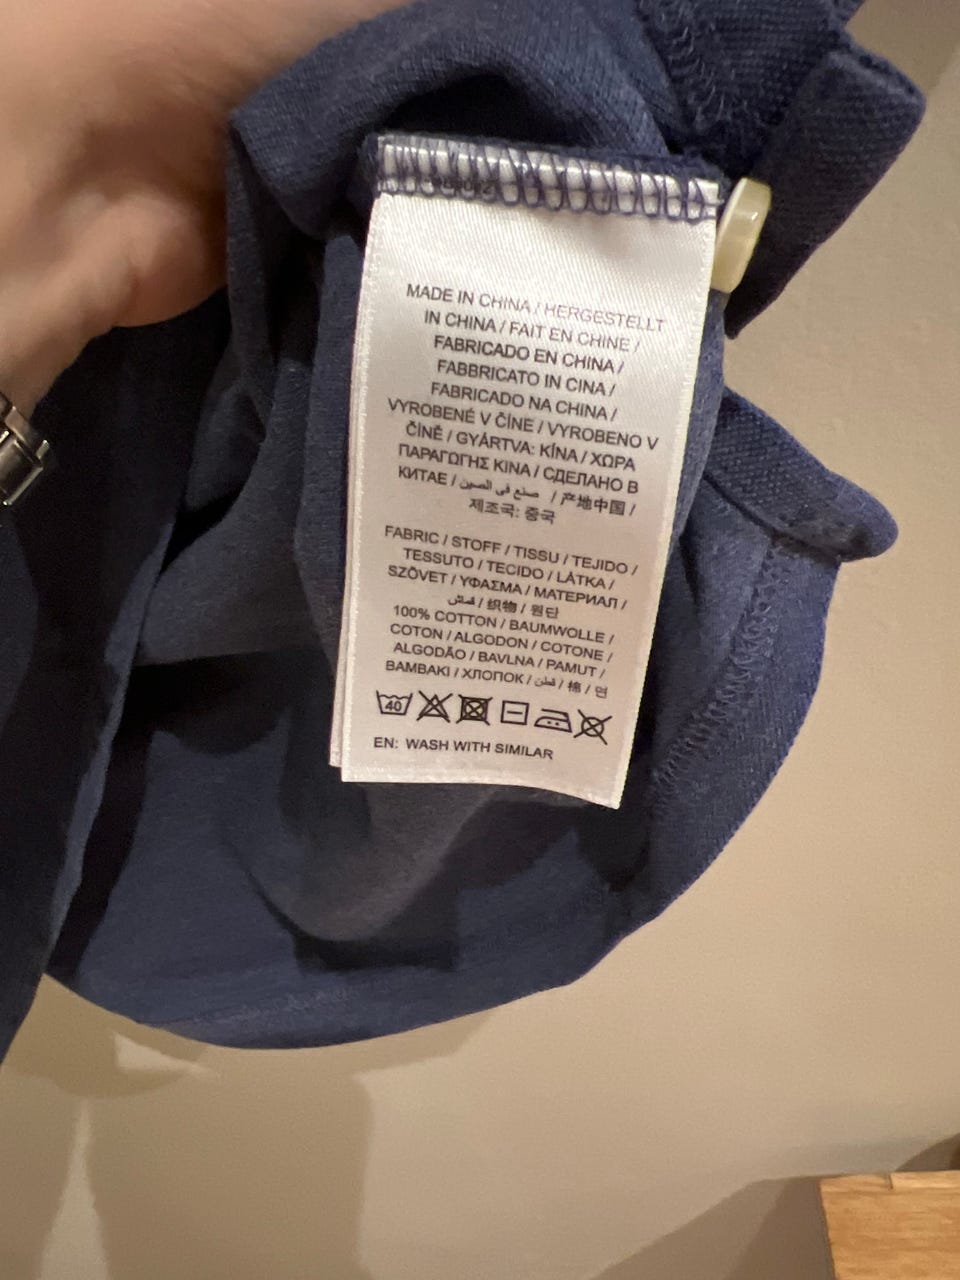 MADE IN CHINA / HERGESTELLT
IN CHINA / FAIT EN CHINE /
FABRICADO EN CHINA /
FABBRICATO IN CINA /
FABRICADO NA CHINA /
VYROBENÉ V ČÍNE / VYROBENO V
ČÍNĚ / GYÁRTVA: KÍNA / ΧΩΡΑ
ΠΑΡΑΓΩΓΗΣ ΚΙΝΑ / СДЕЛАНО В
КИТАЕ / صنع في الصين / 产地中国 /
제조국: 중국
FABRIC / STOFF / TISSU / TEJIDO /
TESSUTO / TECIDO / LÁTKA /
SZÖVET / ΥΦΑΣΜΑ / МАТЕРИАЛ /
قماش / 织物 / 원단
100% COTTON / BAUMWOLLE /
COTON / ALGODON / COTONE /
ALGODÃO / BAVLNA / PAMUT /
ΒΑΜΒΑΚΙ / ХЛОПОК / قطن / 棉 / 면
40
EN: WASH WITH SIMILAR